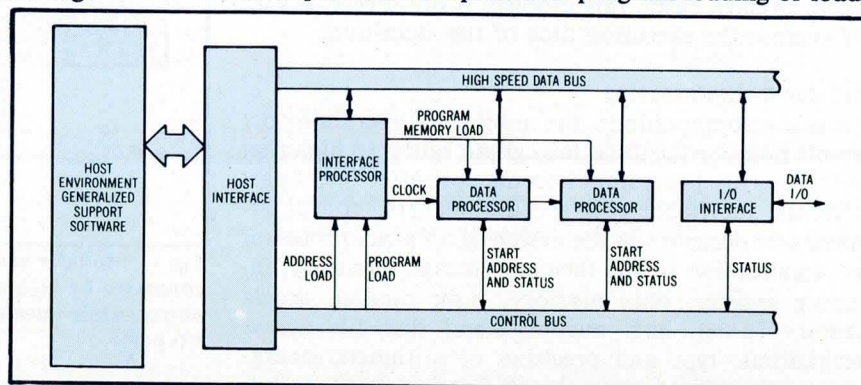 HIGH SPEED DATA BUS
PROGRAM
MEMORY LOAD
HOST
ENVIRONMENT
GENERALIZED
SUPPORT
SOFTWARE
HOST
INTERFACE
INTERFACE
PROCESSOR
CLOCK
DATA
PROCESSOR
DATA
PROCESSOR
I/O
INTERFACE
DATA
I/O
ADDRESS
LOAD
PROGRAM
LOAD
START
ADDRESS
AND STATUS
START
ADDRESS
AND STATUS
STATUS
CONTROL BUS